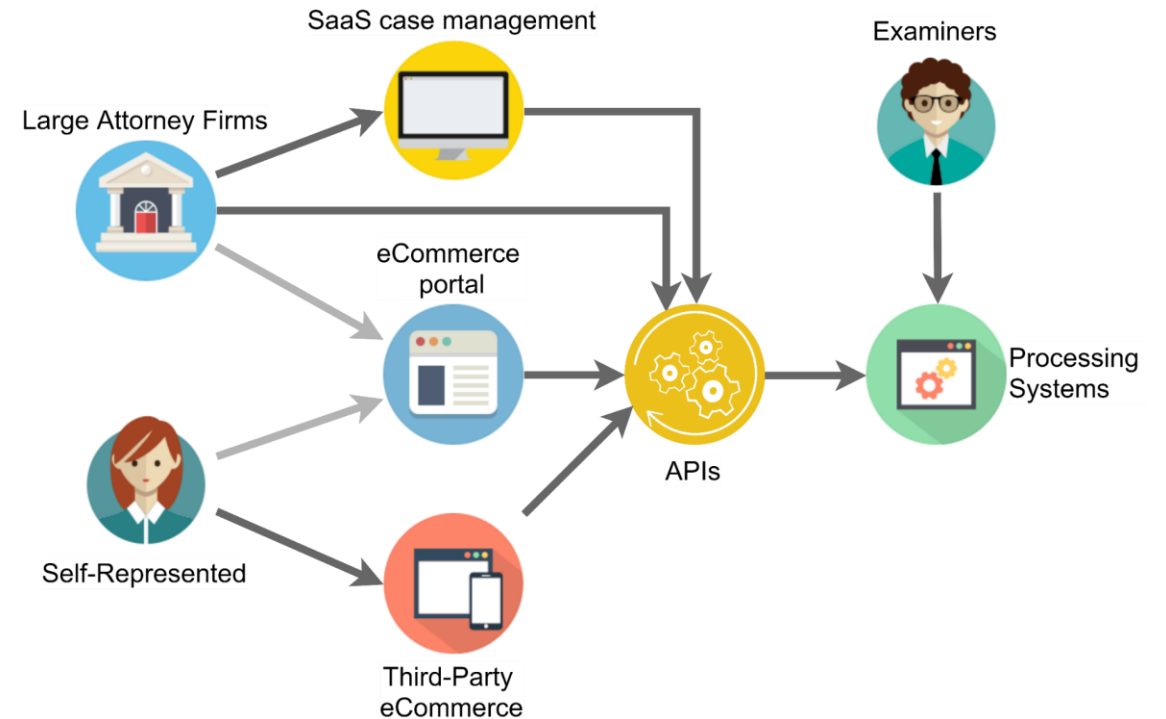 SaaS case management
Examiners
Large Attorney Firms
eCommerce
portal
Processing
Systems
APIs
Self-Represented
Third-Party
eCommerce